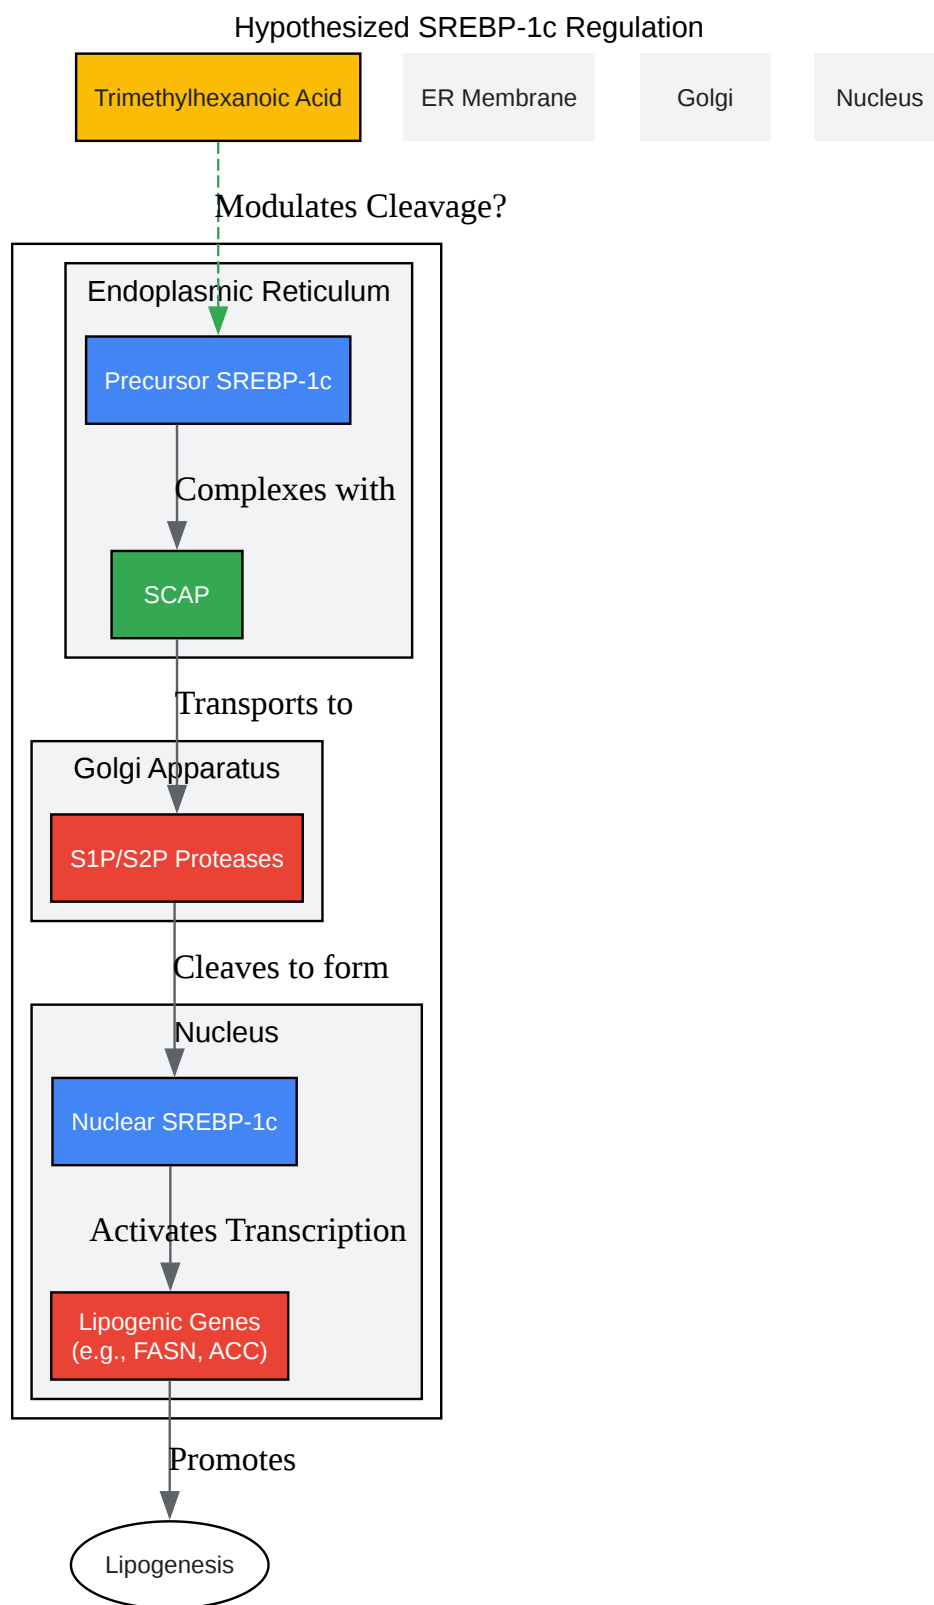 Hypothesized SREBP-1c Regulation
Trimethylhexanoic Acid
ER Membrane
Golgi
Nucleus
Modulates Cleavage?
Endoplasmic Reticulum
Precursor SREBP-1c
Complexes with
SCAP
Transports to
Golgi Apparatus
S1P/S2P Proteases
Cleaves to form
Nucleus
Nuclear SREBP-1c
Activates Transcription
Lipogenic Genes
(e.g., FASN, ACC)
Promotes
Lipogenesis